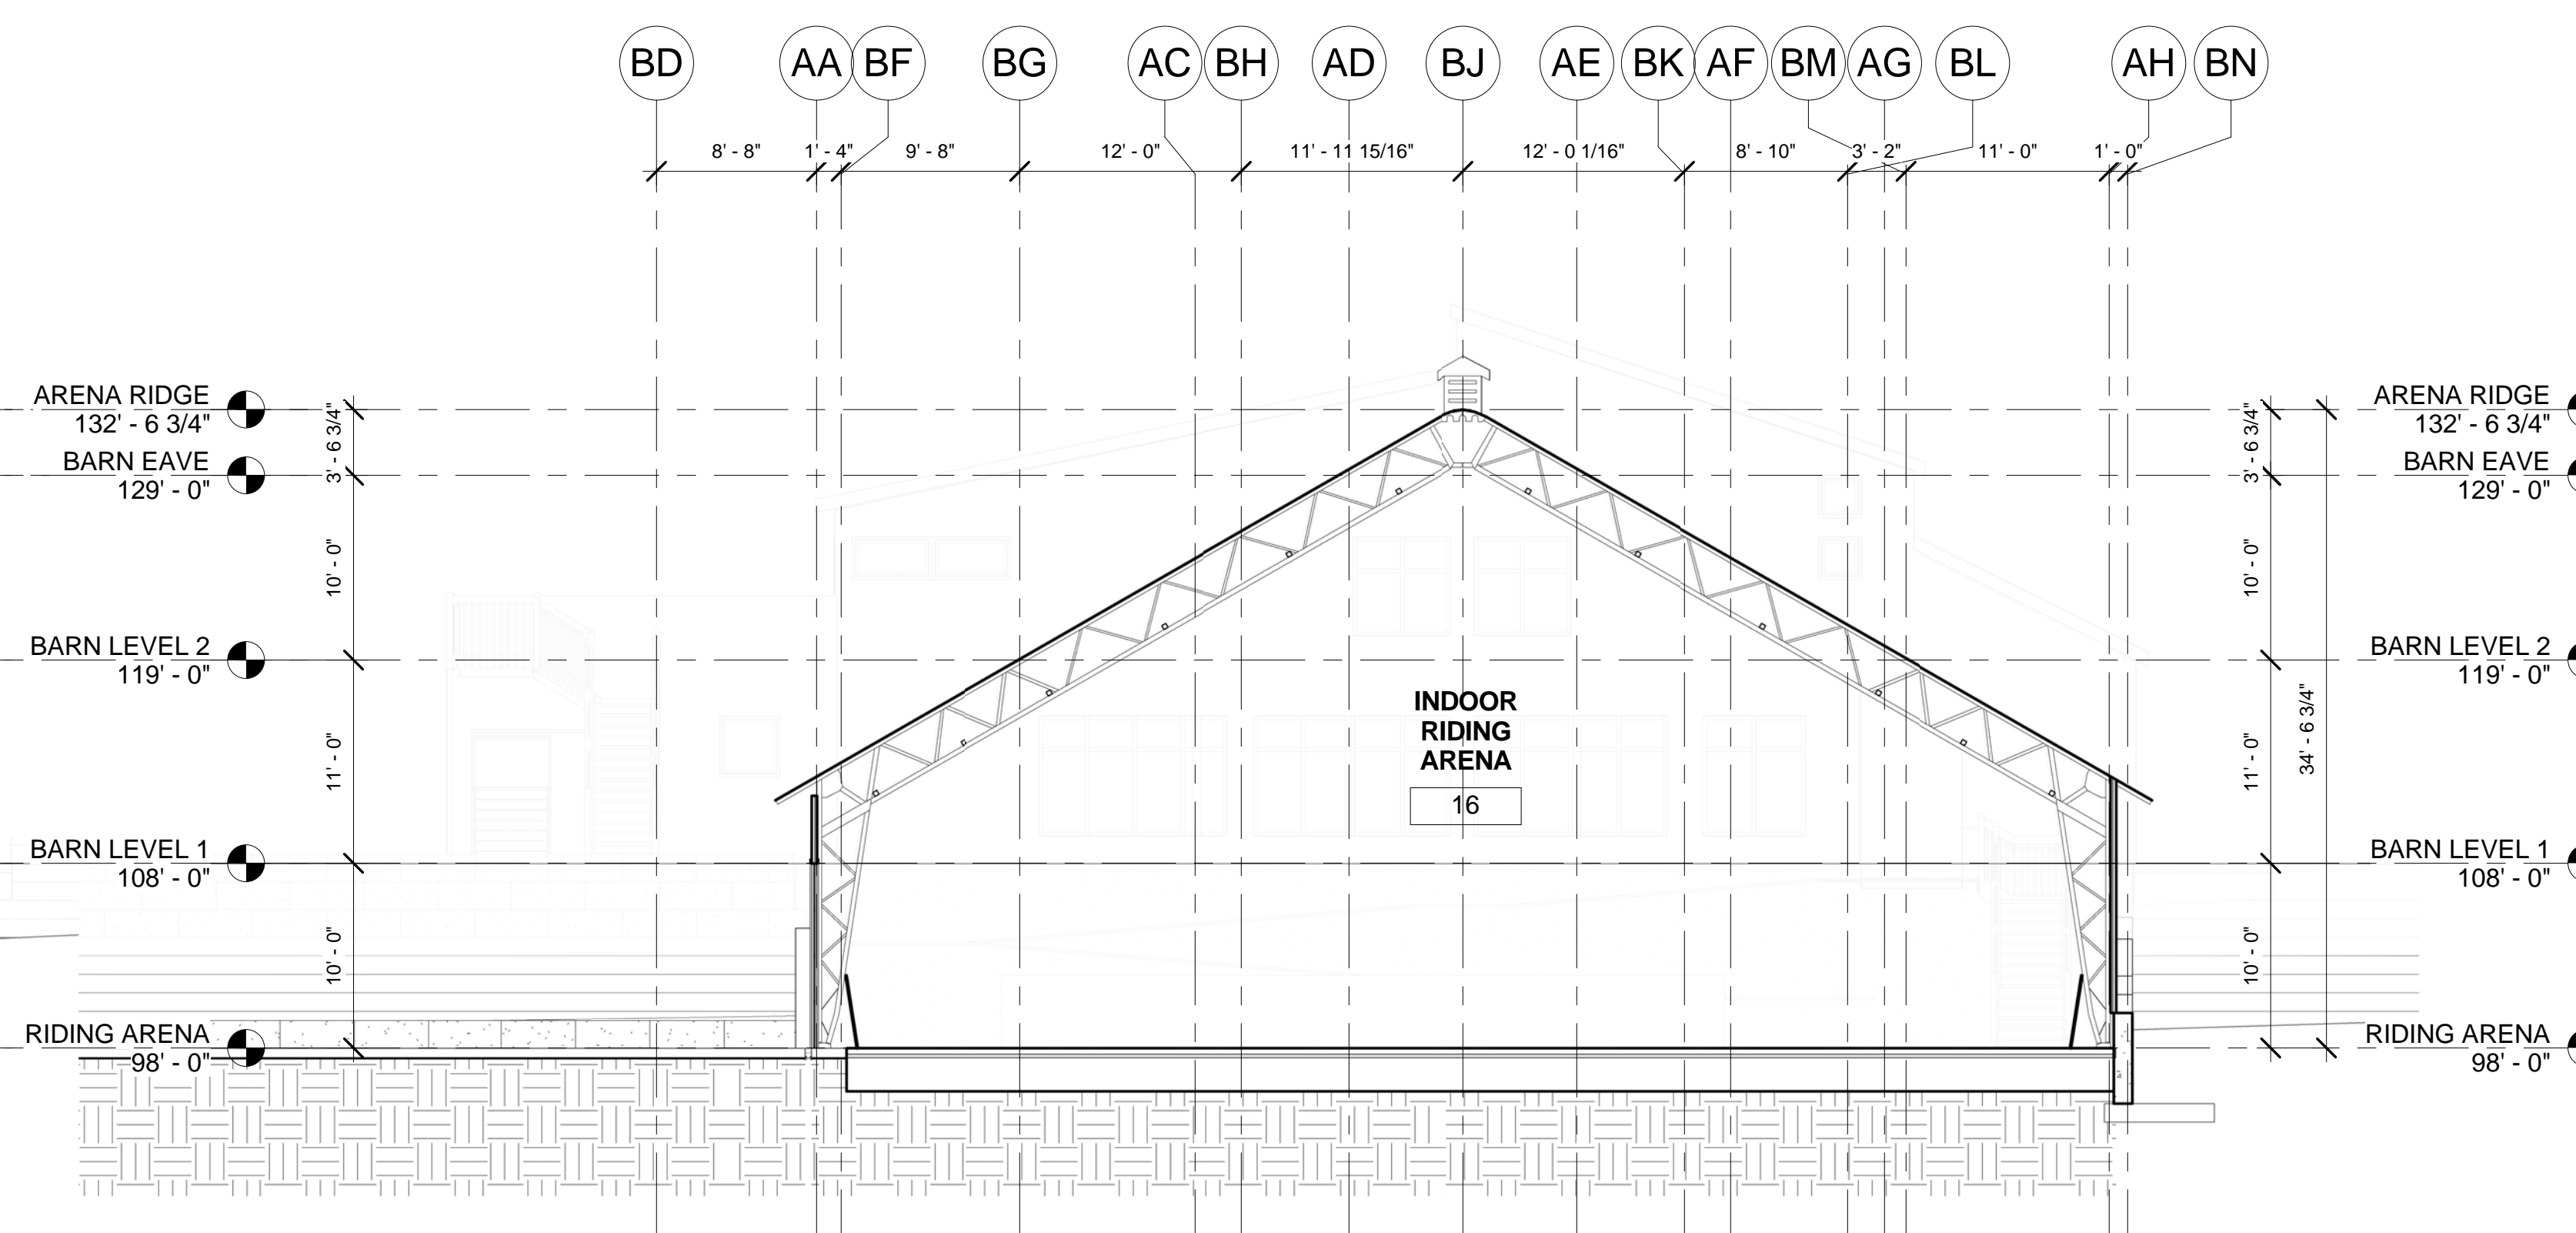 BD AA BF BG AC BH AD BJ AE BK AF BM AG BL AH BN
8' - 8" 1' - 4" 9' - 8" 12' - 0" 11' - 11 15/16" 12' - 0 1/16" 8' - 10" 3' - 2" 11' - 0" 1' - 0"
ARENA RIDGE
132' - 6 3/4"
BARN EAVE
129' - 0"
BARN LEVEL 2
119' - 0"
BARN LEVEL 1
108' - 0"
RIDING ARENA
98' - 0"
3' - 6 3/4"
10' - 0"
11' - 0"
10' - 0"
INDOOR
RIDING
ARENA
16
3' - 6 3/4"
10' - 0"
11' - 0"
10' - 0"
34' - 6 3/4"
ARENA RIDGE
132' - 6 3/4"
BARN EAVE
129' - 0"
BARN LEVEL 2
119' - 0"
BARN LEVEL 1
108' - 0"
RIDING ARENA
98' - 0"